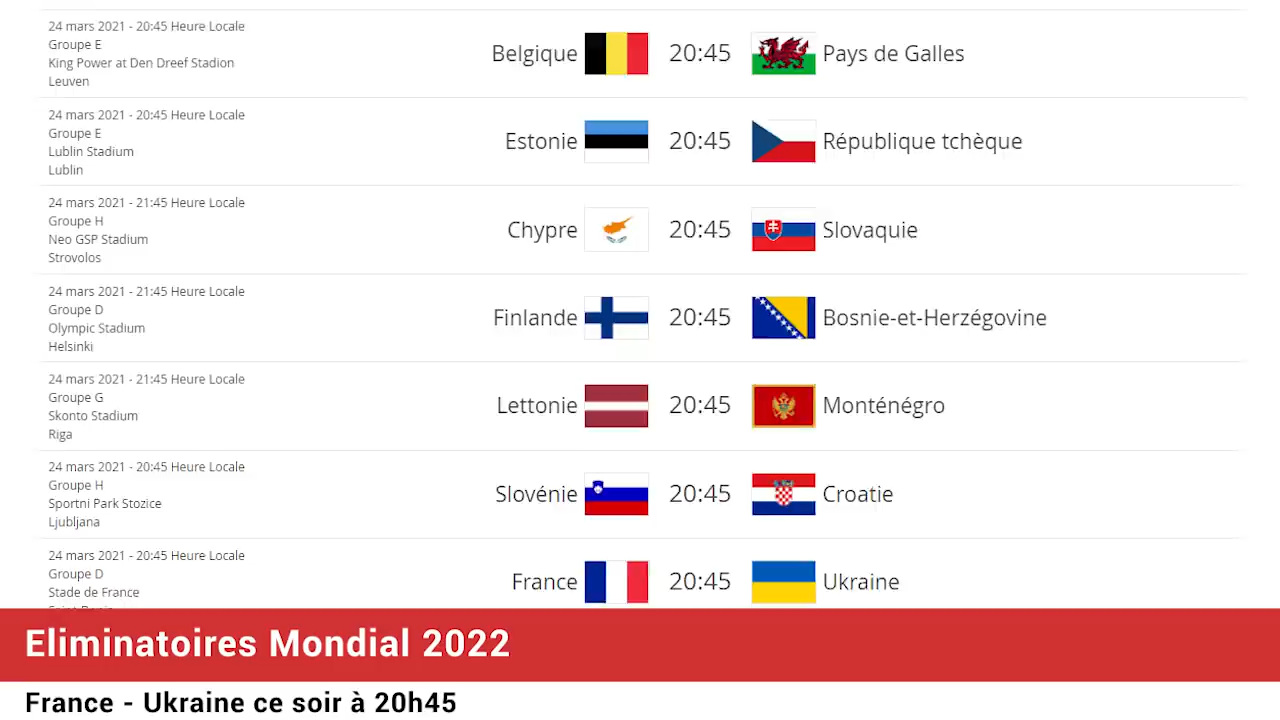 24 mars 2021 - 20:45 Heure Locale
Groupe E
King Power at Den Dreef Stadion
Leuven
Belgique 20:45 Pays de Galles
24 mars 2021 - 20:45 Heure Locale
Groupe E
Lublin Stadium
Lublin
Estonie 20:45 République tchèque
24 mars 2021 - 21:45 Heure Locale
Groupe H
Neo GSP Stadium
Strovolos
Chypre 20:45 Slovaquie
24 mars 2021 - 21:45 Heure Locale
Groupe D
Olympic Stadium
Helsinki
Finlande 20:45 Bosnie-et-Herzégovine
24 mars 2021 - 21:45 Heure Locale
Groupe G
Skonto Stadium
Riga
Lettonie 20:45 Monténégro
24 mars 2021 - 20:45 Heure Locale
Groupe H
Sportni Park Stozice
Ljubljana
Slovénie 20:45 Croatie
24 mars 2021 - 20:45 Heure Locale
Groupe D
Stade de France
France 20:45 Ukraine
Eliminatoires Mondial 2022
France - Ukraine ce soir à 20h45